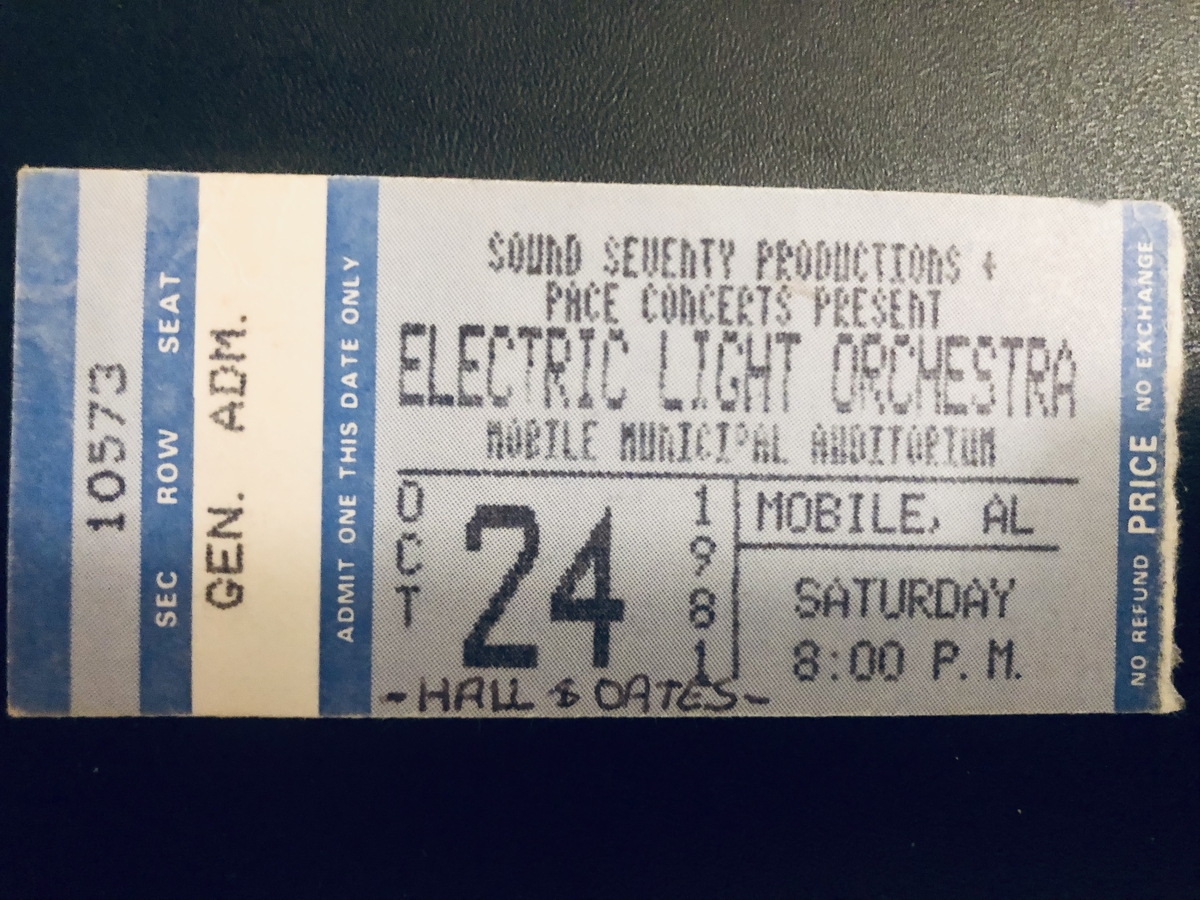 10573
SEC ROW SEAT
GEN. ADM.
ADMIT ONE THIS DATE ONLY
SOUND SEVENTY PRODUCTIONS +
PACE CONCERTS PRESENT
ELECTRIC LIGHT ORCHESTRA
MOBILE MUNICIPAL AUDITORIUM
OCT 24 1981
MOBILE, AL
SATURDAY
8:00 P.M.
-HALL & OATES-
NO REFUND PRICE NO EXCHANGE